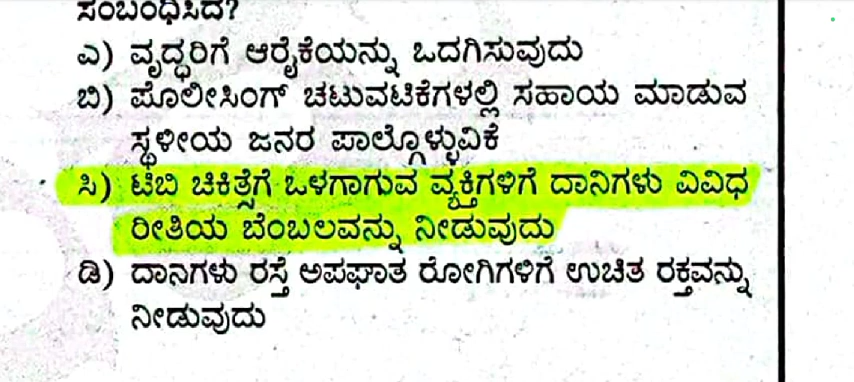 ಸಂಬಂಧಿಸಿದೆ?
ಎ) ವೃದ್ಧರಿಗೆ ಆರೈಕೆಯನ್ನು ಒದಗಿಸುವುದು
ಬಿ) ಪೊಲೀಸಿಂಗ್ ಚಟುವಟಿಕೆಗಳಲ್ಲಿ ಸಹಾಯ ಮಾಡುವ
ಸ್ಥಳೀಯ ಜನರ ಪಾಲ್ಗೊಳ್ಳುವಿಕೆ
ಸಿ) ಟಿಬಿ ಚಿಕಿತ್ಸೆಗೆ ಒಳಗಾಗುವ ವ್ಯಕ್ತಿಗಳಿಗೆ ದಾನಿಗಳು ವಿವಿಧ
ರೀತಿಯ ಬೆಂಬಲವನ್ನು ನೀಡುವುದು
ಡಿ) ದಾನಿಗಳು ರಸ್ತೆ ಅಪಘಾತ ರೋಗಿಗಳಿಗೆ ಉಚಿತ ರಕ್ತವನ್ನು
ನೀಡುವುದು